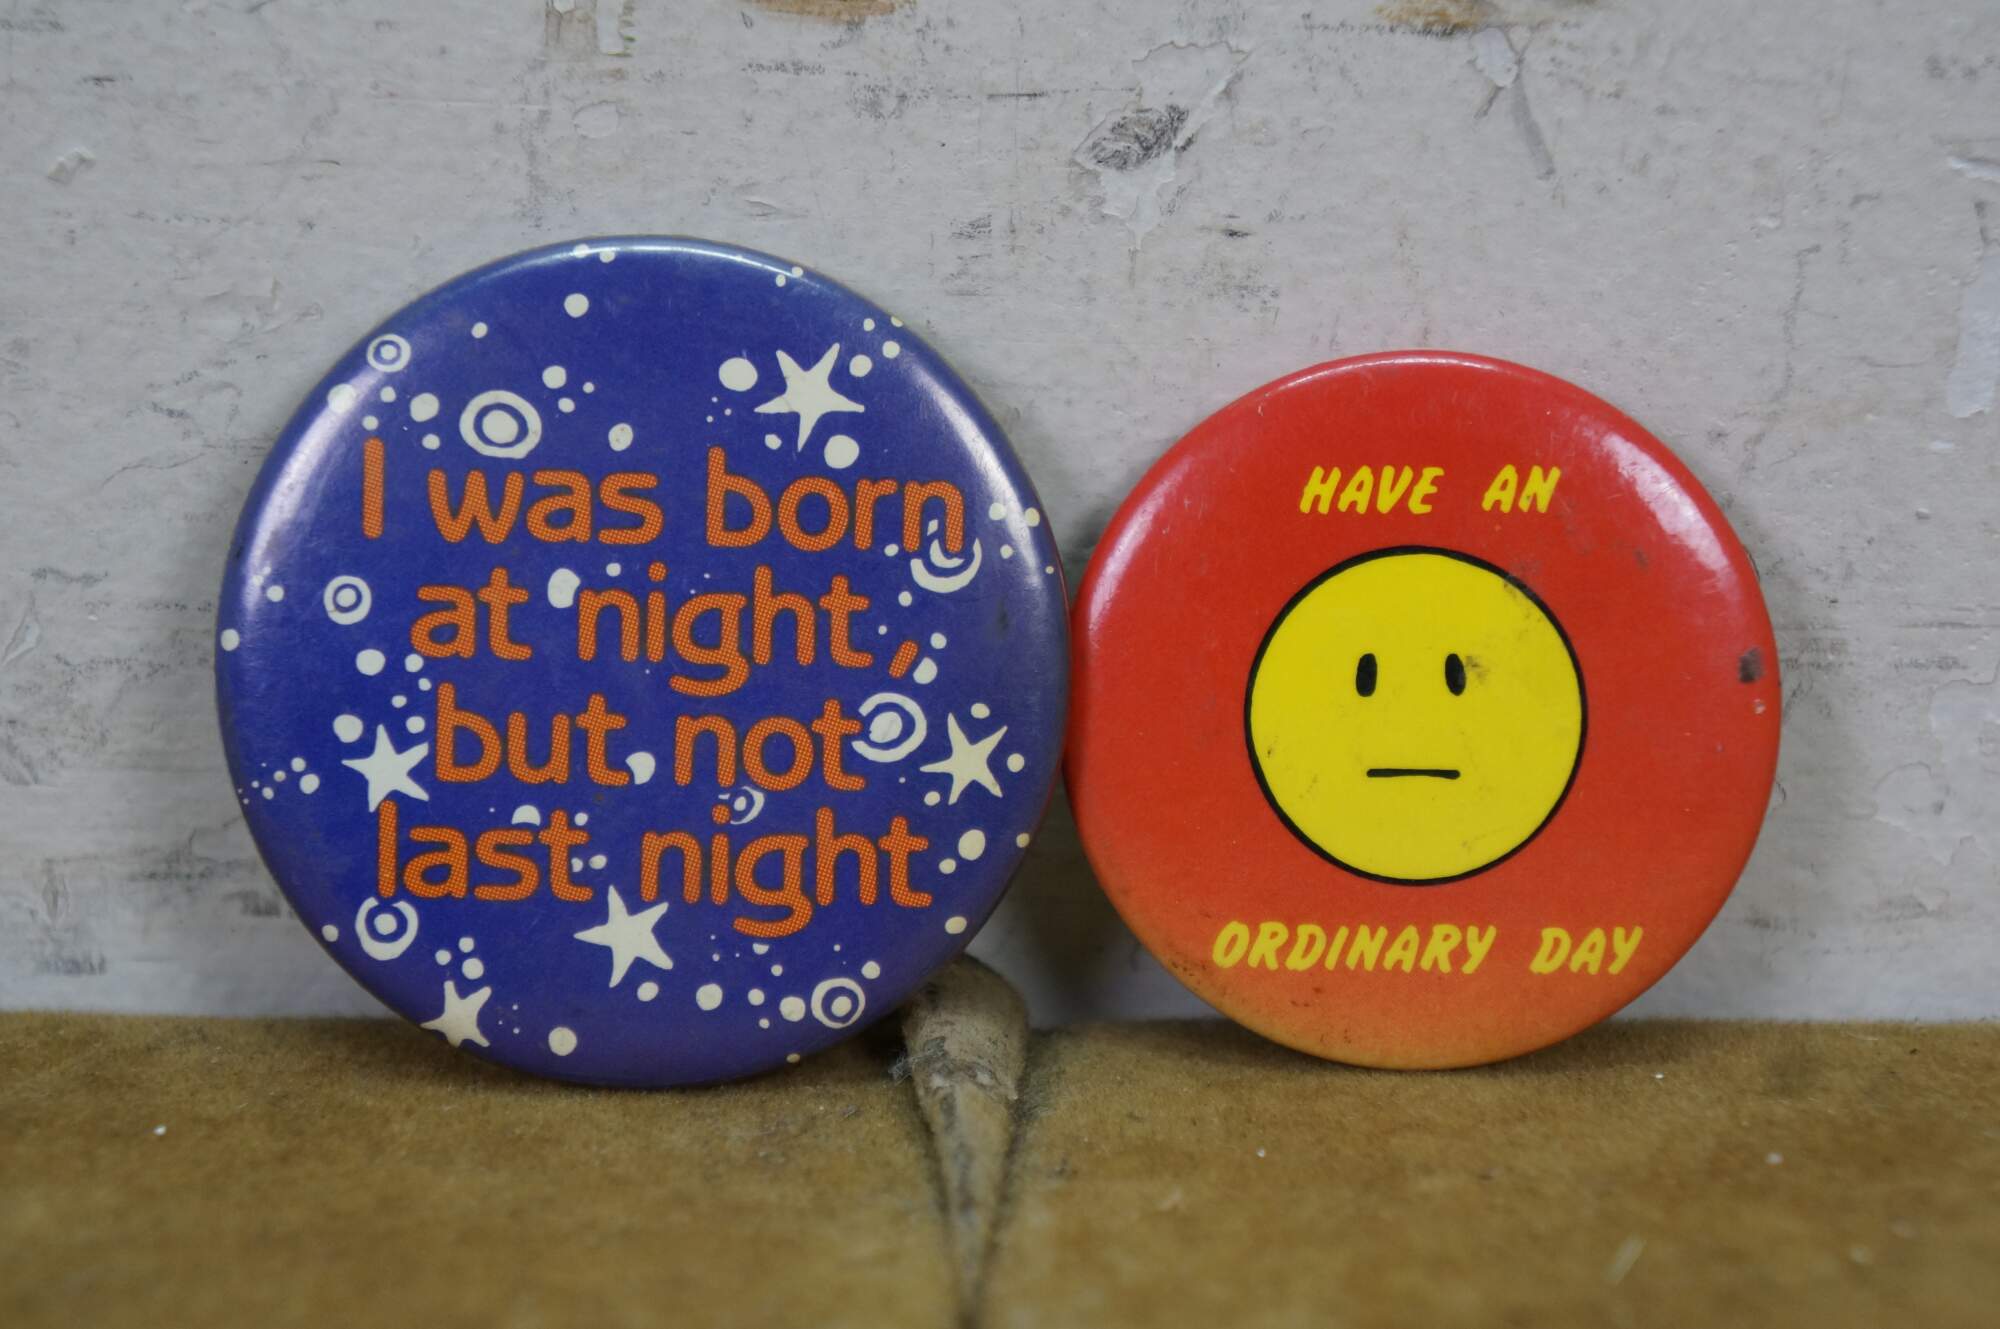 I was born
at night,
but not
last night
HAVE AN
ORDINARY DAY